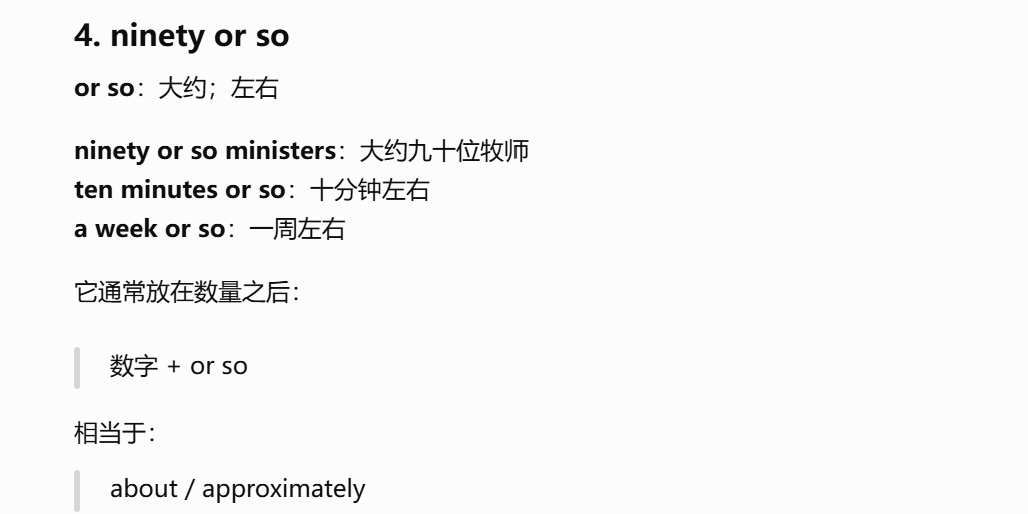 4. ninety or so
or so：大约；左右
ninety or so ministers：大约九十位牧师
ten minutes or so：十分钟左右
a week or so：一周左右
它通常放在数量之后：
数字 + or so
相当于：
about / approximately